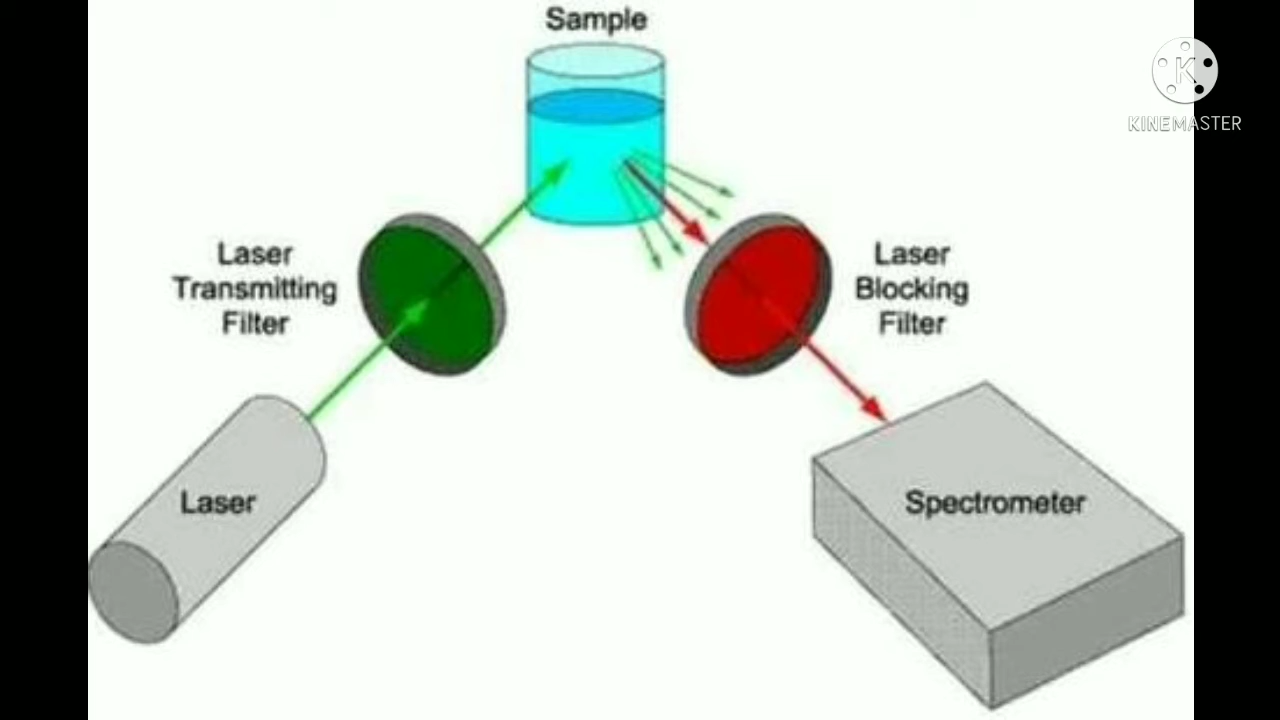 Sample
K
KINEMASTER
Laser
Transmitting
Filter
Laser
Blocking
Filter
Laser
Spectrometer